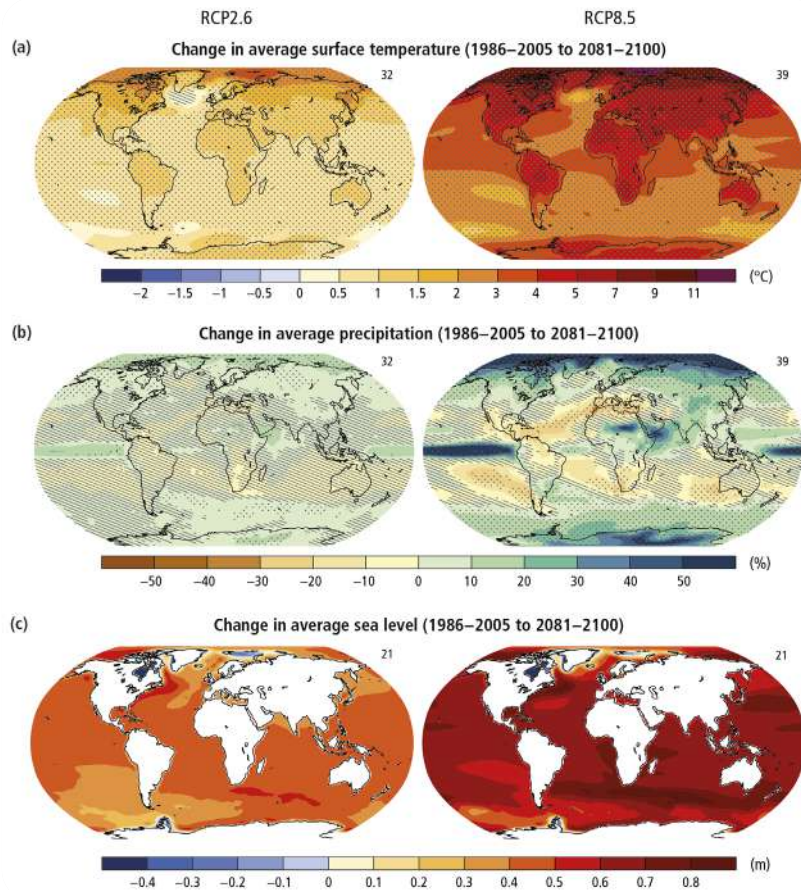 RCP2.6 RCP8.5
(a) Change in average surface temperature (1986–2005 to 2081–2100)
32 39
−2 −1.5 −1 −0.5 0 0.5 1 1.5 2 3 4 5 7 9 11 (°C)
(b) Change in average precipitation (1986–2005 to 2081–2100)
32 39
−50 −40 −30 −20 −10 0 10 20 30 40 50 (%)
(c) Change in average sea level (1986–2005 to 2081–2100)
21 21
−0.4 −0.3 −0.2 −0.1 0 0.1 0.2 0.3 0.4 0.5 0.6 0.7 0.8 (m)